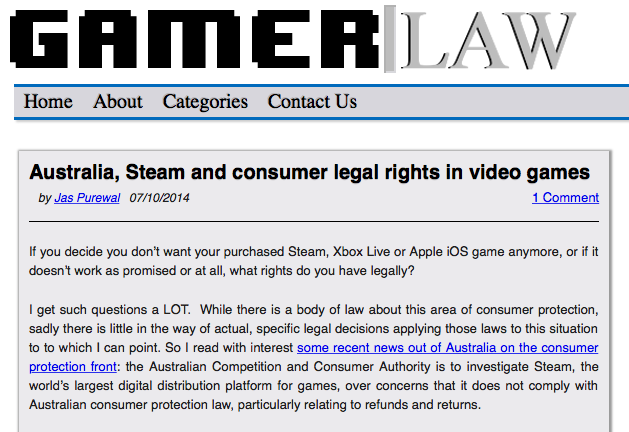 GAMER|LAW
Home About Categories Contact Us
Australia, Steam and consumer legal rights in video games
by Jas Purewal 07/10/2014 1 Comment
If you decide you don't want your purchased Steam, Xbox Live or Apple iOS game anymore, or if it
doesn't work as promised or at all, what rights do you have legally?
I get such questions a LOT. While there is a body of law about this area of consumer protection,
sadly there is little in the way of actual, specific legal decisions applying those laws to this situation
to to which I can point. So I read with interest some recent news out of Australia on the consumer
protection front: the Australian Competition and Consumer Authority is to investigate Steam, the
world's largest digital distribution platform for games, over concerns that it does not comply with
Australian consumer protection law, particularly relating to refunds and returns.